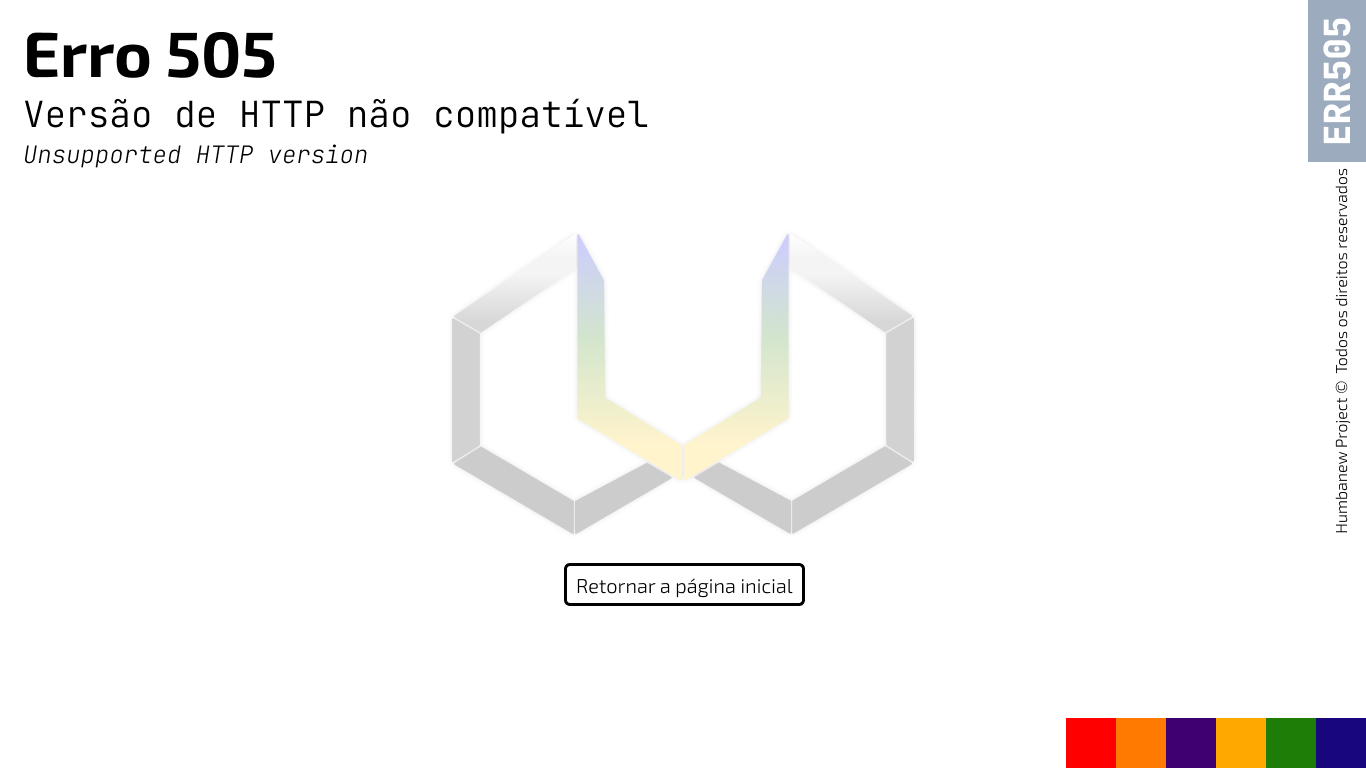 Erro 505
Versão de HTTP não compatível
Unsupported HTTP version
ERR505
Humbanew Project © Todos os direitos reservados
Retornar a página inicial